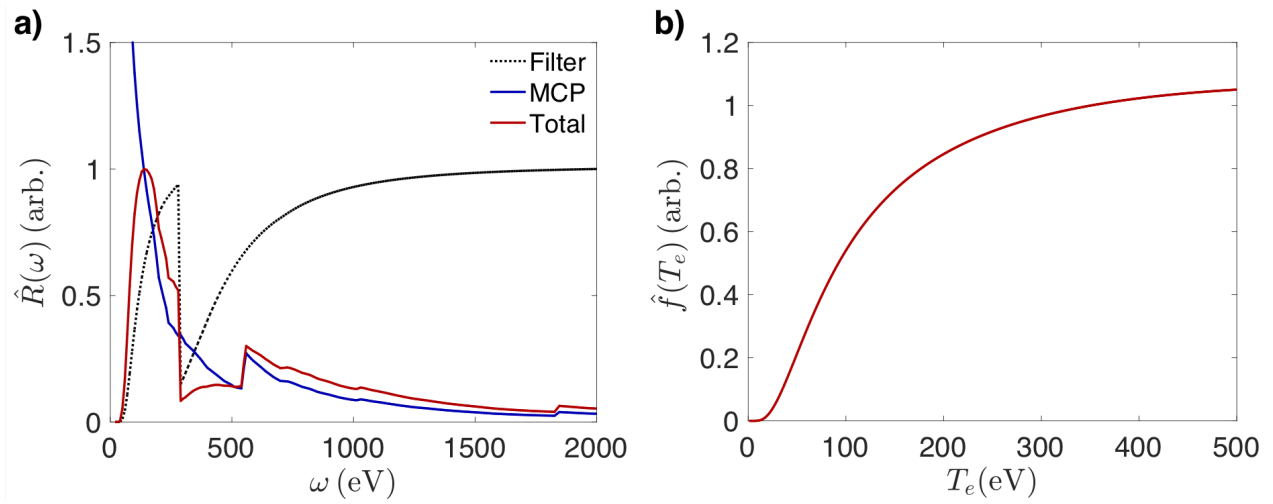 a)
1.5
1
0.5
0
R̂(ω) (arb.)
Filter
MCP
Total
0 500 1000 1500 2000
ω (eV)
b)
1.2
1
0.8
0.6
0.4
0.2
0
f̂(Tₑ) (arb.)
0 100 200 300 400 500
Tₑ(eV)